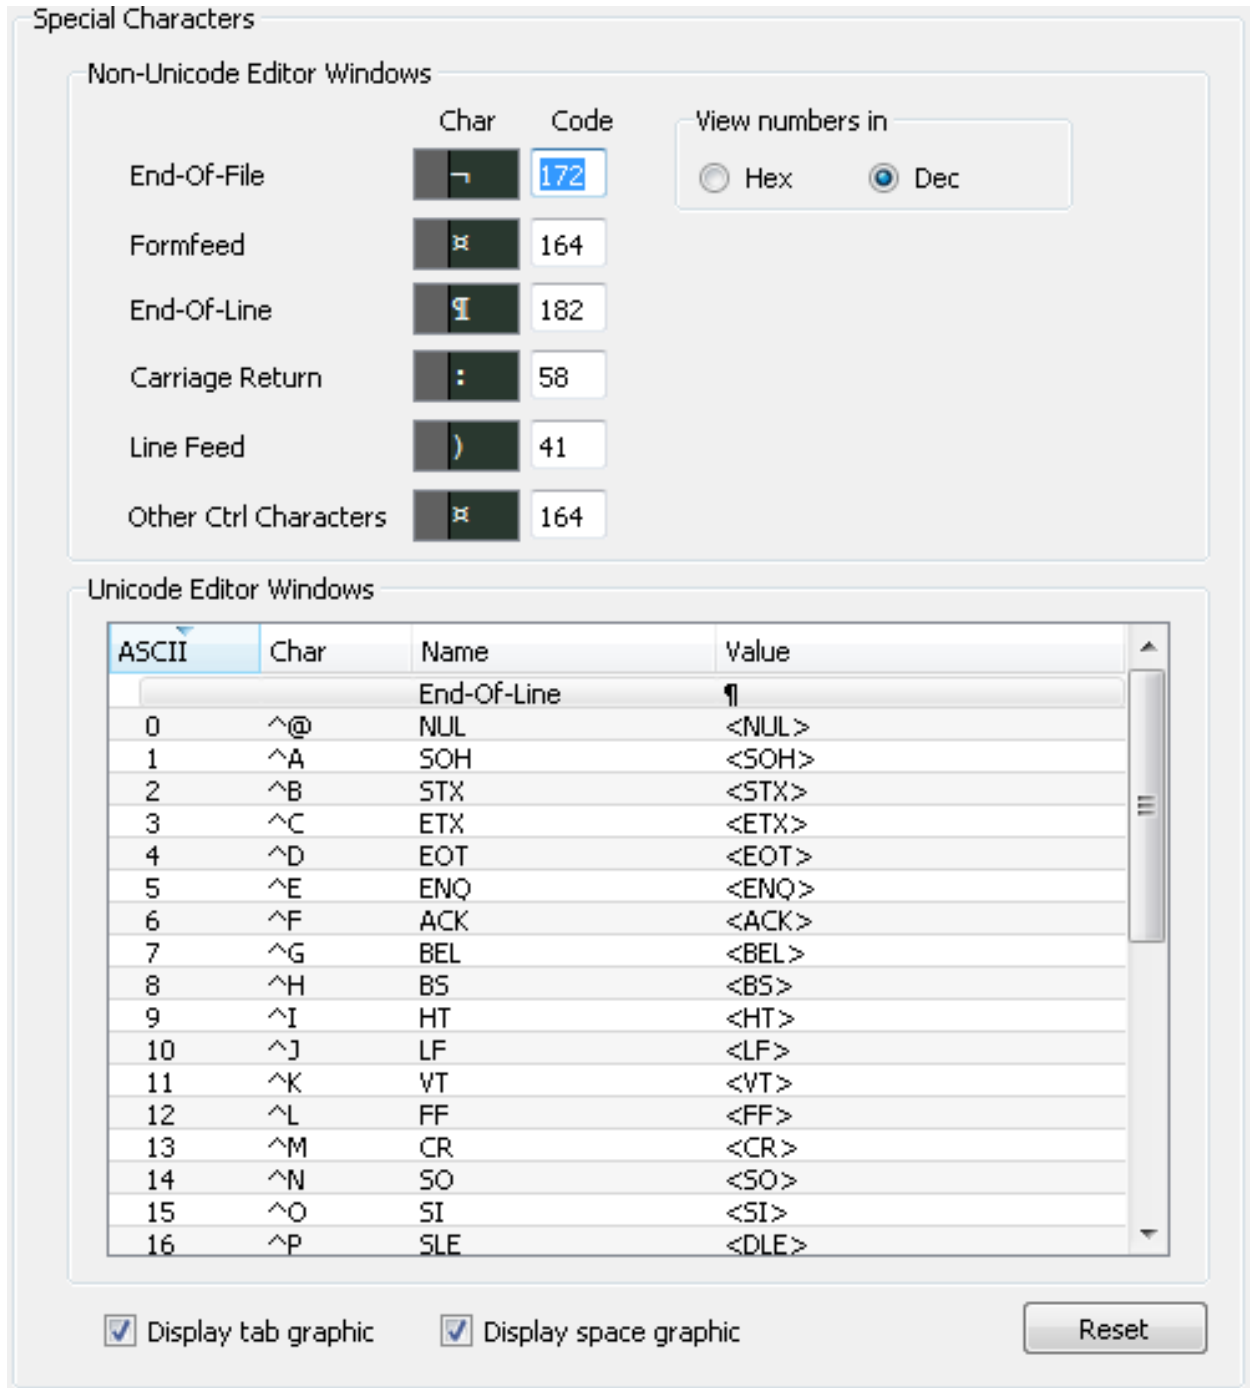 Special Characters
Non-Unicode Editor Windows
Char Code View numbers in
End-Of-File ¬ 172 Hex Dec
Formfeed ¤ 164
End-Of-Line ¶ 182
Carriage Return : 58
Line Feed ) 41
Other Ctrl Characters ¤ 164
Unicode Editor Windows
ASCII Char Name Value
End-Of-Line ¶
0 ^@ NUL <NUL>
1 ^A SOH <SOH>
2 ^B STX <STX>
3 ^C ETX <ETX>
4 ^D EOT <EOT>
5 ^E ENQ <ENQ>
6 ^F ACK <ACK>
7 ^G BEL <BEL>
8 ^H BS <BS>
9 ^I HT <HT>
10 ^J LF <LF>
11 ^K VT <VT>
12 ^L FF <FF>
13 ^M CR <CR>
14 ^N SO <SO>
15 ^O SI <SI>
16 ^P SLE <DLE>
Display tab graphic Display space graphic Reset